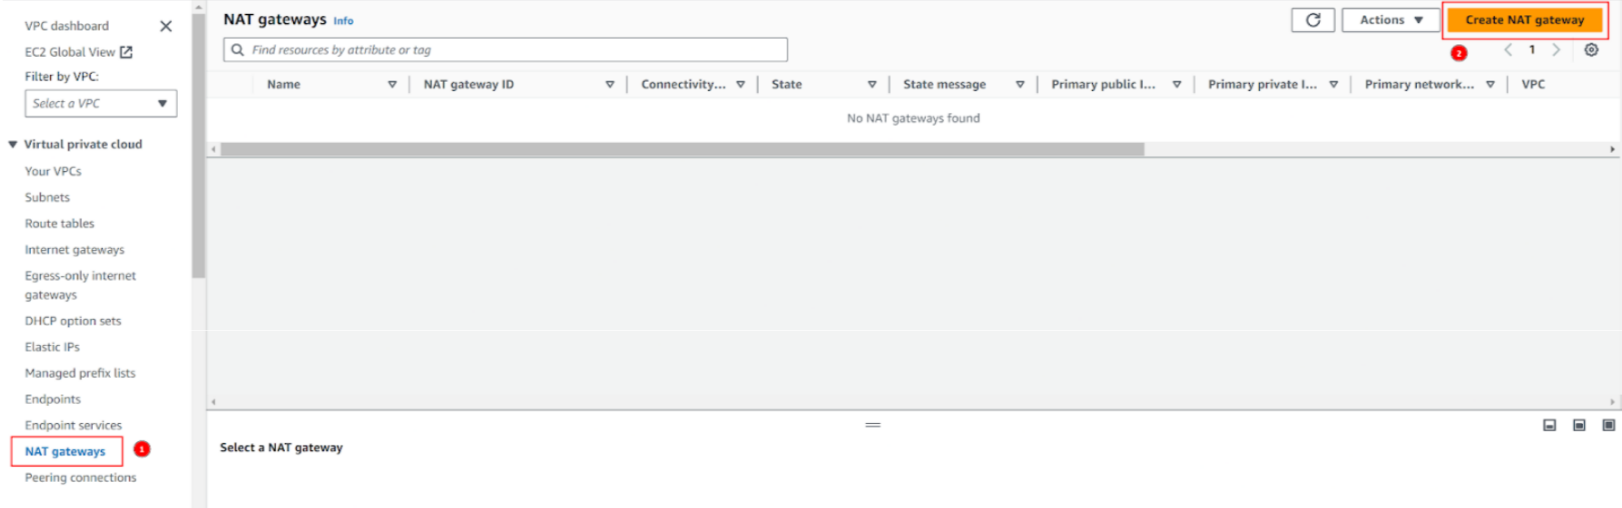 VPC dashboard
EC2 Global View
Filter by VPC:
Select a VPC
Virtual private cloud
Your VPCs
Subnets
Route tables
Internet gateways
Egress-only internet
gateways
DHCP option sets
Elastic IPs
Managed prefix lists
Endpoints
Endpoint services
NAT gateways 1
Peering connections
NAT gateways Info
Actions
Create NAT gateway
Find resources by attribute or tag
2
1
Name NAT gateway ID Connectivity... State State message Primary public I... Primary private I... Primary network... VPC
No NAT gateways found
Select a NAT gateway